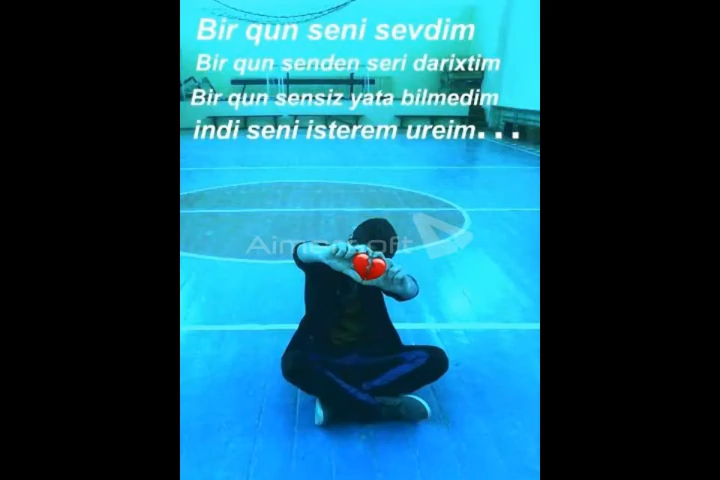 Bir qun seni sevdim
Bir qun senden seri darixtim
Bir qun sensiz yata bilmedim
indi seni isterem ureim...